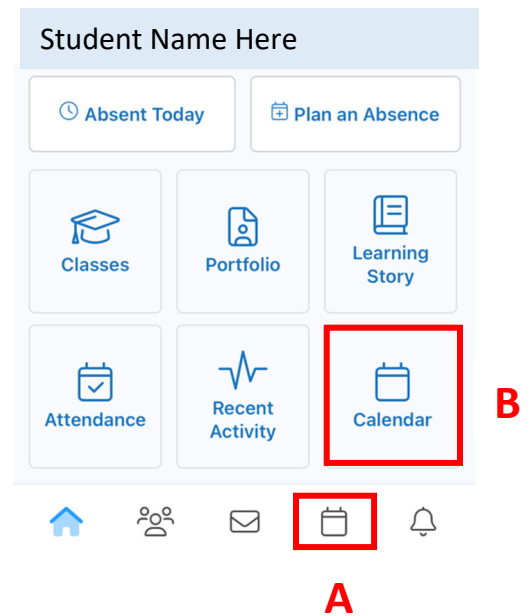 Student Name Here
Absent Today
Plan an Absence
Classes
Portfolio
Learning
Story
Attendance
Recent
Activity
Calendar
B
A